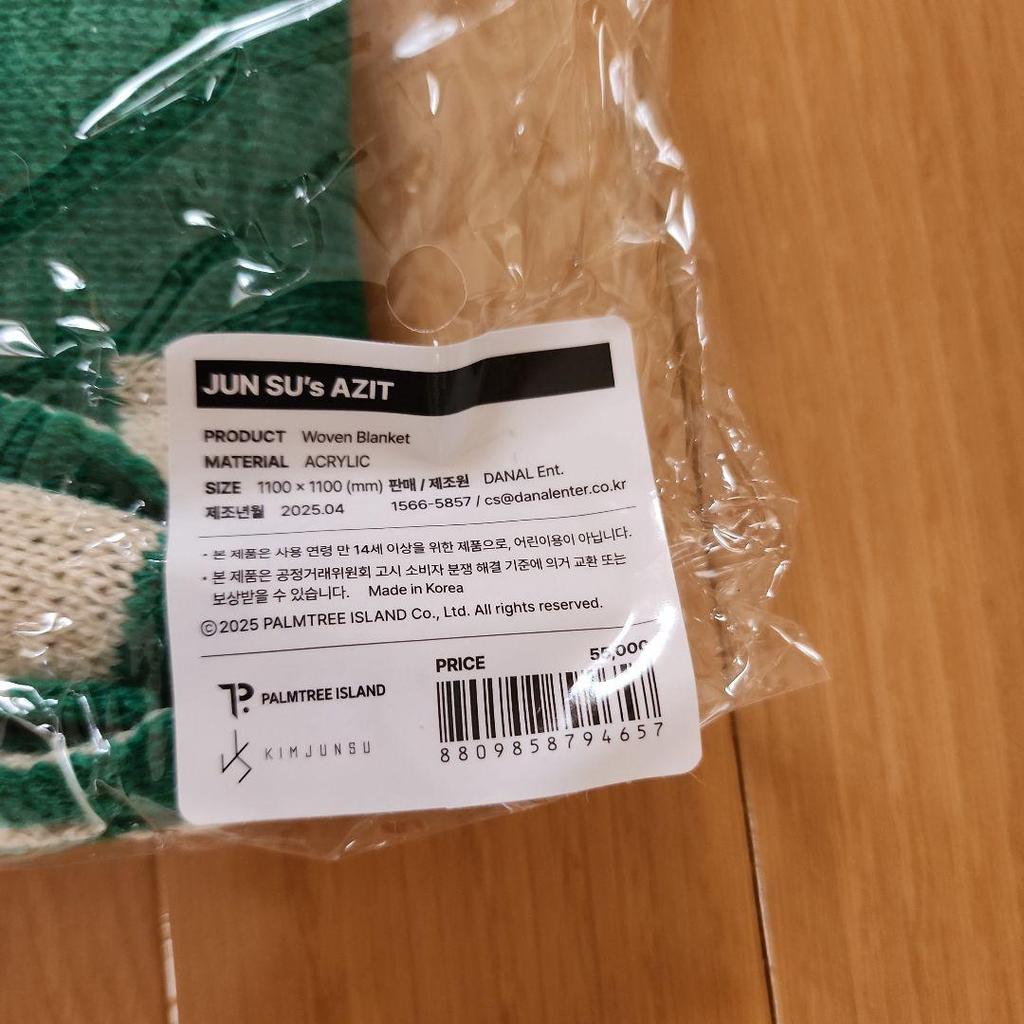 JUN SU's AZIT
PRODUCT Woven Blanket
MATERIAL ACRYLIC
SIZE 1100 × 1100 (mm) 판매 / 제조원 DANAL Ent.
제조년월 2025.04 1566-5857 / cs@danalenter.co.kr
• 본 제품은 사용 연령 만 14세 이상을 위한 제품으로, 어린이용이 아닙니다.
• 본 제품은 공정거래위원회 고시 소비자 분쟁 해결 기준에 의거 교환 또는
보상받을 수 있습니다. Made in Korea
©2025 PALMTREE ISLAND Co., Ltd. All rights reserved.
PRICE 55,000
PALMTREE ISLAND
KIMJUNSU
8809858794657